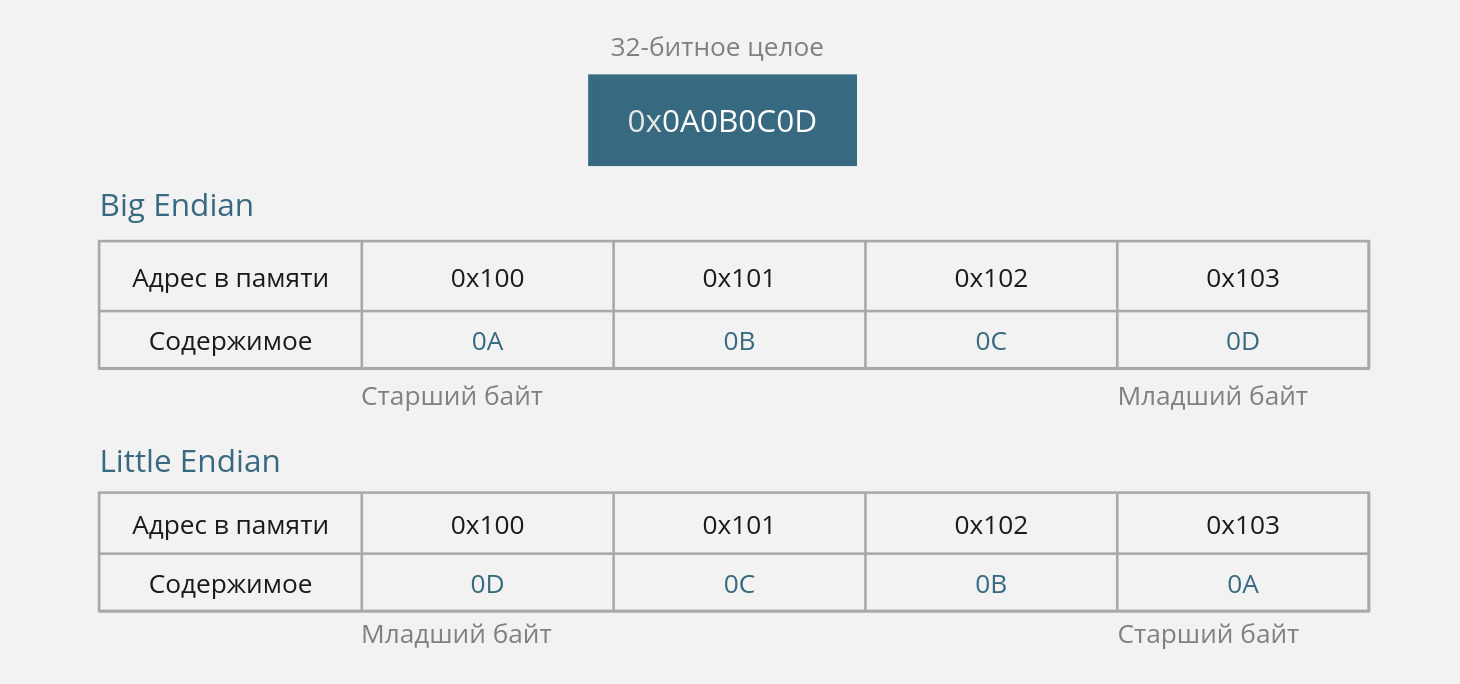 32-битное целое
0x0A0B0C0D
Big Endian
Адрес в памяти 0x100 0x101 0x102 0x103
Содержимое 0A 0B 0C 0D
Старший байт Младший байт
Little Endian
Адрес в памяти 0x100 0x101 0x102 0x103
Содержимое 0D 0C 0B 0A
Младший байт Старший байт